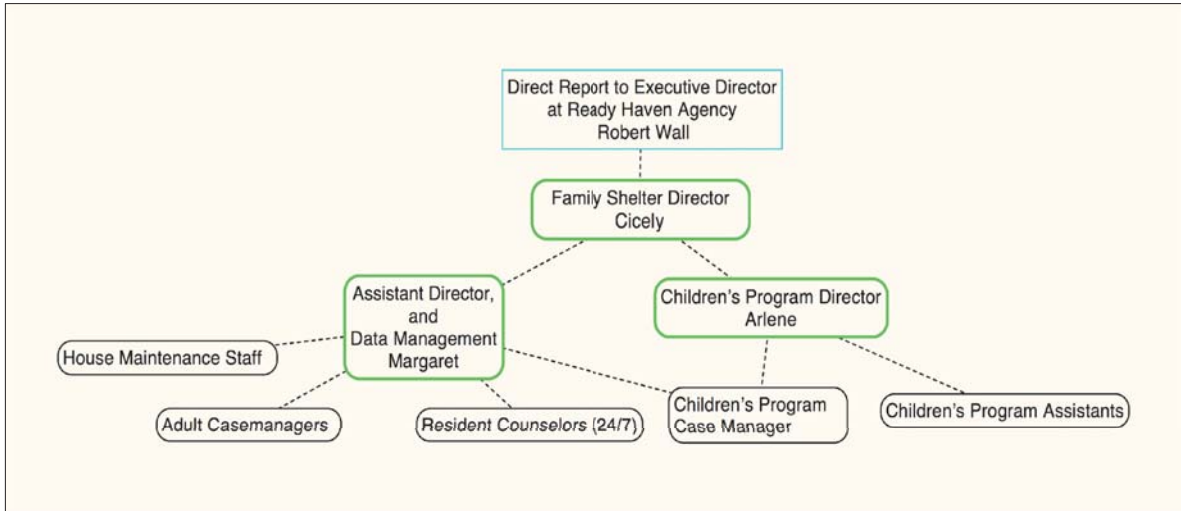 Direct Report to Executive Director
at Ready Haven Agency
Robert Wall
Family Shelter Director
Cicely
Assistant Director,
and
Data Management
Margaret
Children's Program Director
Arlene
House Maintenance Staff
Adult Casemanagers
Resident Counselors (24/7)
Children's Program
Case Manager
Children's Program Assistants